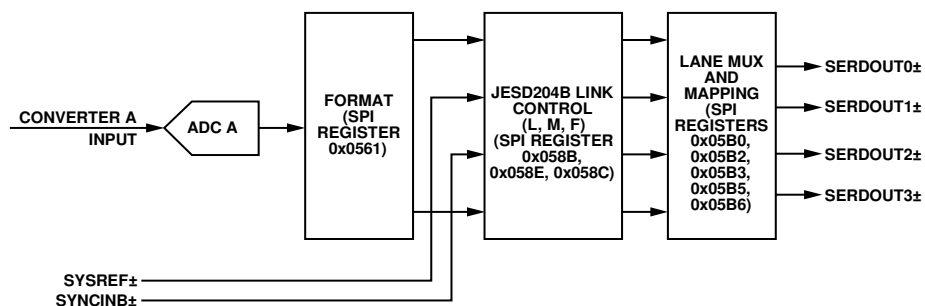 CONVERTER A
INPUT
ADC A
FORMAT
(SPI
REGISTER
0x0561)
JESD204B LINK
CONTROL
(L, M, F)
(SPI REGISTER
0x058B,
0x058E, 0x058C)
LANE MUX
AND
MAPPING
(SPI
REGISTERS
0x05B0,
0x05B2,
0x05B3,
0x05B5,
0x05B6)
SERDOUT0±
SERDOUT1±
SERDOUT2±
SERDOUT3±
SYSREF±
SYNCINB±